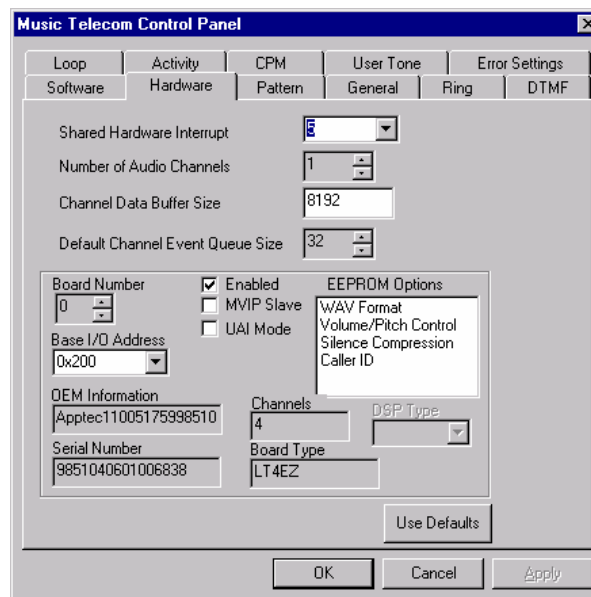 Music Telecom Control Panel
Loop Activity CPM User Tone Error Settings
Software Hardware Pattern General Ring DTMF
Shared Hardware Interrupt 5
Number of Audio Channels 1
Channel Data Buffer Size 8192
Default Channel Event Queue Size 32
Board Number
0
Enabled
MVIP Slave
UAI Mode
EEPROM Options
WAV Format
Volume/Pitch Control
Silence Compression
Caller ID
Base I/O Address
0x200
OEM Information
Apptec11005175998510
Channels
4
DSP Type
Serial Number
9851040601006838
Board Type
LT4EZ
Use Defaults
OK Cancel Apply